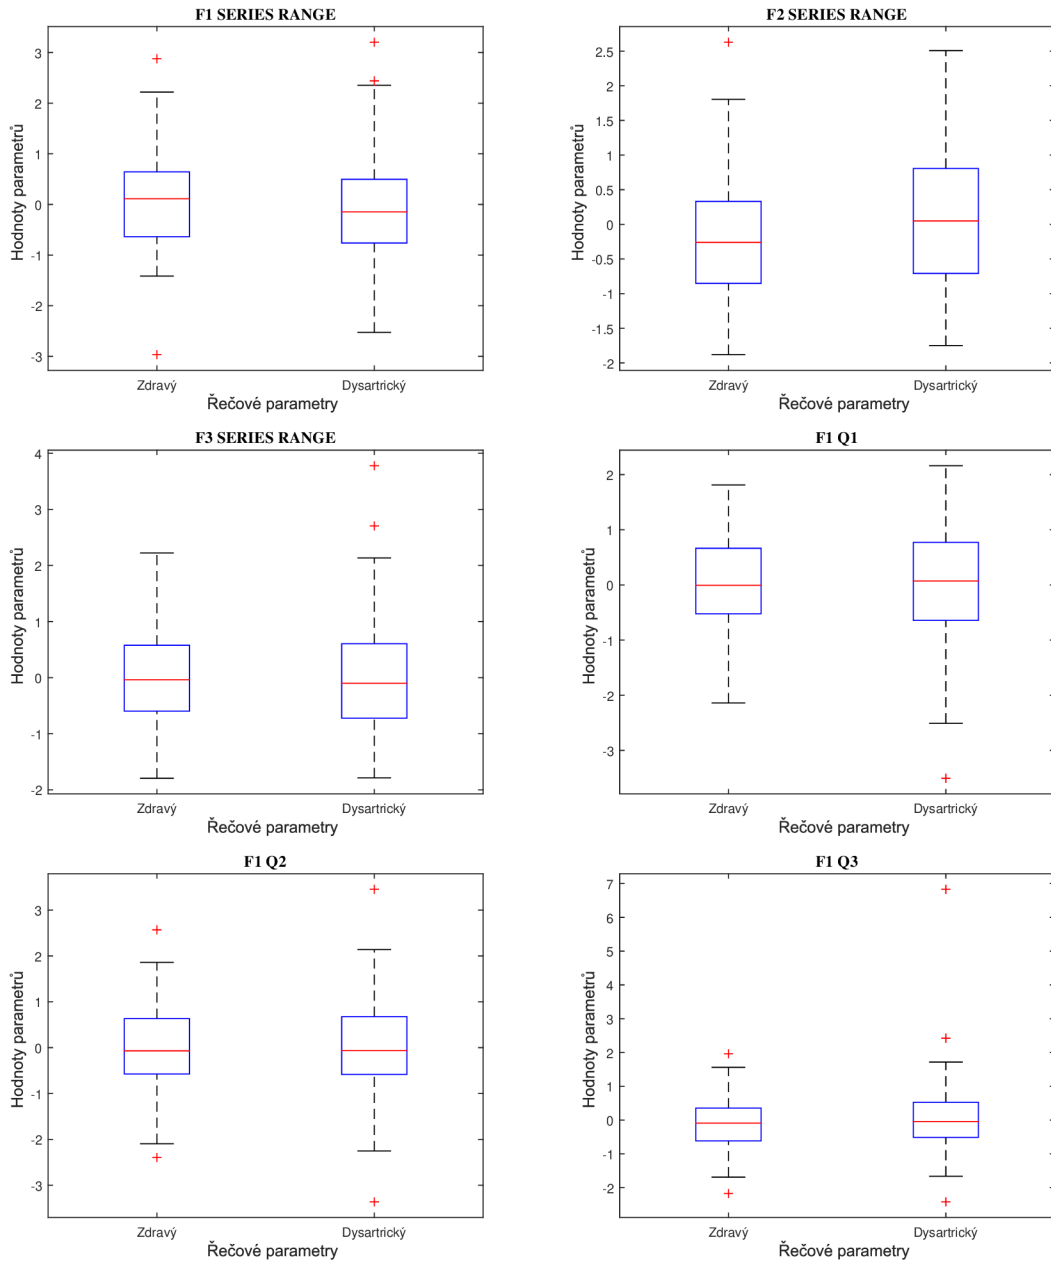 F1 SERIES RANGE
3
2
1
0
-1
-2
-3
Hodnoty parametrů
Zdravý Dysartrický
Řečové parametry
F2 SERIES RANGE
2.5
2
1.5
1
0.5
0
-0.5
-1
-1.5
-2
Hodnoty parametrů
Zdravý Dysartrický
Řečové parametry
F3 SERIES RANGE
4
3
2
1
0
-1
-2
Hodnoty parametrů
Zdravý Dysartrický
Řečové parametry
F1 Q1
2
1
0
-1
-2
-3
Hodnoty parametrů
Zdravý Dysartrický
Řečové parametry
F1 Q2
3
2
1
0
-1
-2
-3
Hodnoty parametrů
Zdravý Dysartrický
Řečové parametry
F1 Q3
7
6
5
4
3
2
1
0
-1
-2
Hodnoty parametrů
Zdravý Dysartrický
Řečové parametry